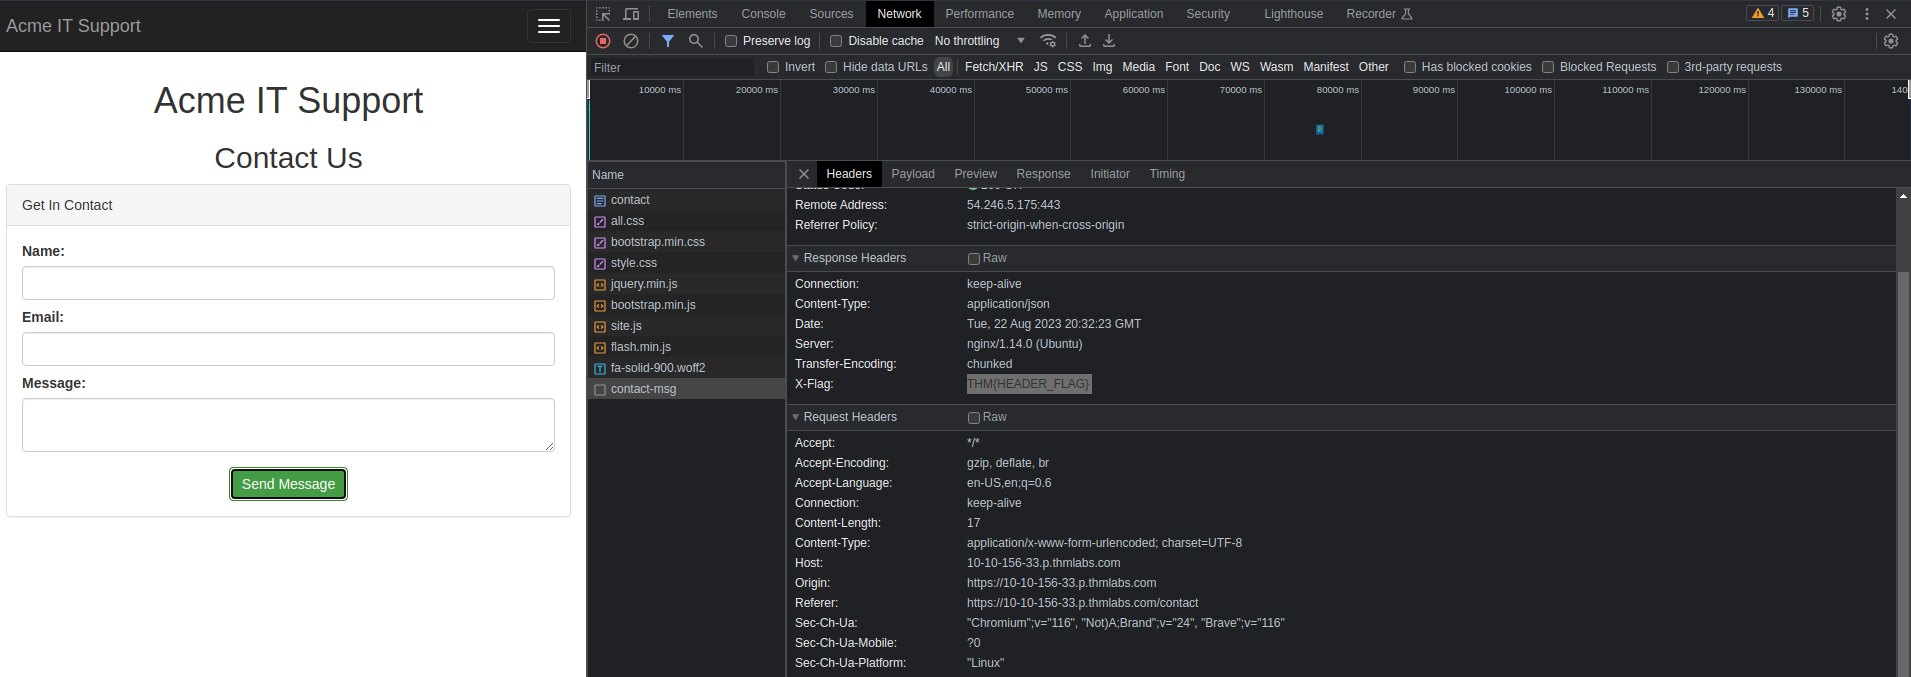 Acme IT Support
Acme IT Support
Contact Us
Get In Contact
Name:
Email:
Message:
Send Message
Elements Console Sources Network Performance Memory Application Security Lighthouse Recorder 4 5
Preserve log Disable cache No throttling
Filter Invert Hide data URLs All Fetch/XHR JS CSS Img Media Font Doc WS Wasm Manifest Other Has blocked cookies Blocked Requests 3rd-party requests
10000 ms 20000 ms 30000 ms 40000 ms 50000 ms 60000 ms 70000 ms 80000 ms 90000 ms 100000 ms 110000 ms 120000 ms 130000 ms 140
Name
contact
all.css
bootstrap.min.css
style.css
jquery.min.js
bootstrap.min.js
site.js
flash.min.js
fa-solid-900.woff2
contact-msg
Headers Payload Preview Response Initiator Timing
Remote Address: 54.246.5.175:443
Referrer Policy: strict-origin-when-cross-origin
Response Headers Raw
Connection: keep-alive
Content-Type: application/json
Date: Tue, 22 Aug 2023 20:32:23 GMT
Server: nginx/1.14.0 (Ubuntu)
Transfer-Encoding: chunked
X-Flag: THM{HEADER_FLAG}
Request Headers Raw
Accept: */*
Accept-Encoding: gzip, deflate, br
Accept-Language: en-US,en;q=0.6
Connection: keep-alive
Content-Length: 17
Content-Type: application/x-www-form-urlencoded; charset=UTF-8
Host: 10-10-156-33.p.thmlabs.com
Origin: https://10-10-156-33.p.thmlabs.com
Referer: https://10-10-156-33.p.thmlabs.com/contact
Sec-Ch-Ua: "Chromium";v="116", "Not)A;Brand";v="24", "Brave";v="116"
Sec-Ch-Ua-Mobile: ?0
Sec-Ch-Ua-Platform: "Linux"